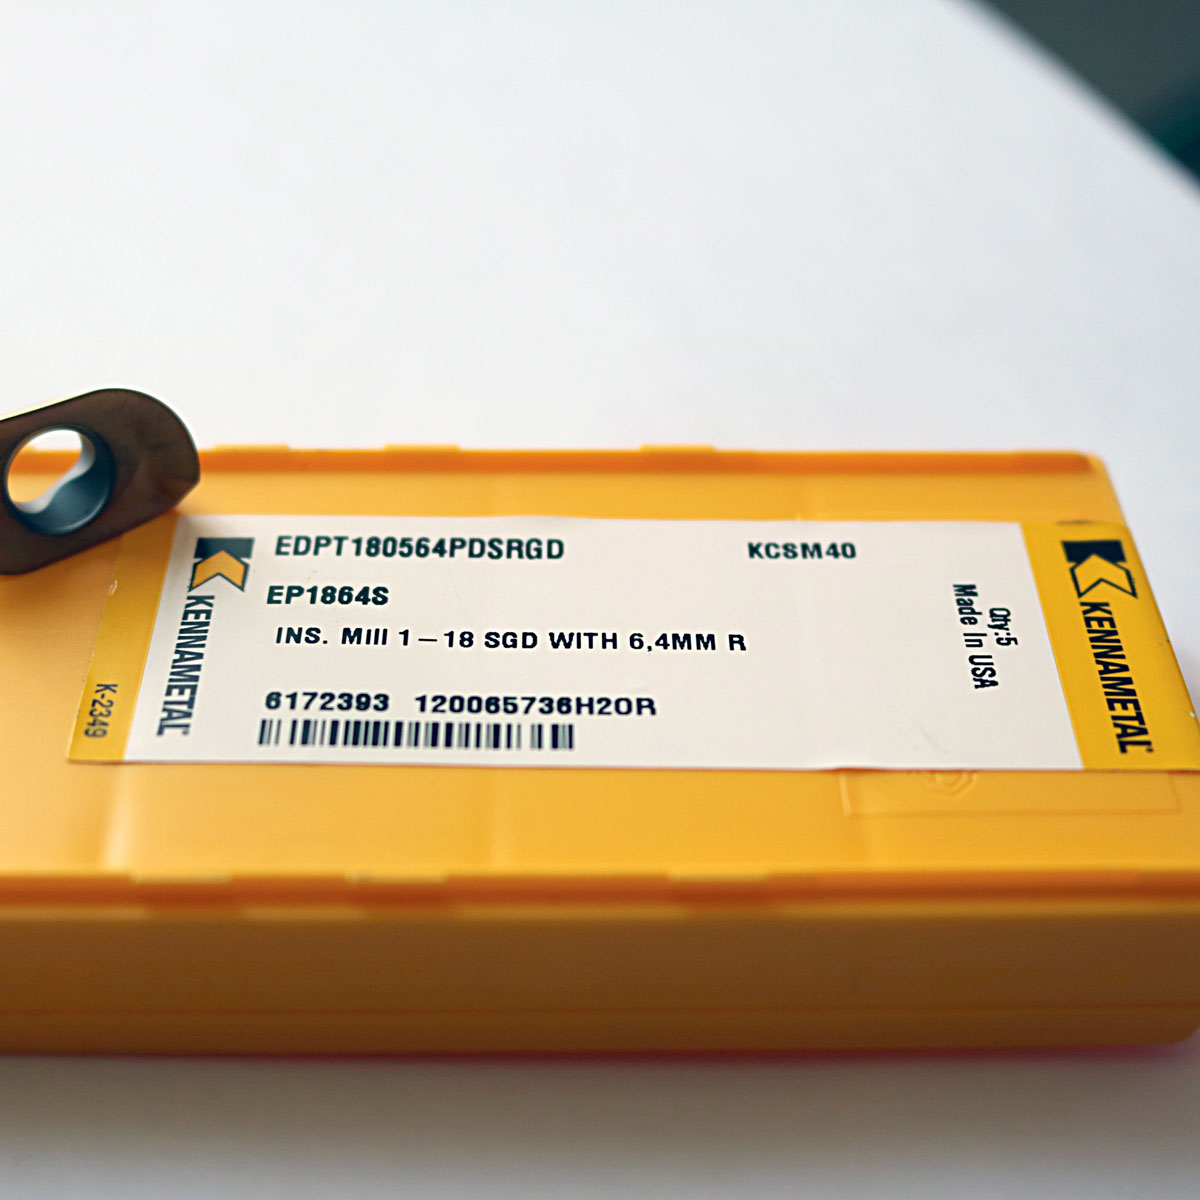 EDPT180564PDSRGD KCSM40
EP1864S
INS. Mill 1-18 SGD WITH 6,4MM R
6172393 120065736H2OR
KENNAMETAL
K-2349
Qty:5
Made In USA
KENNAMETAL